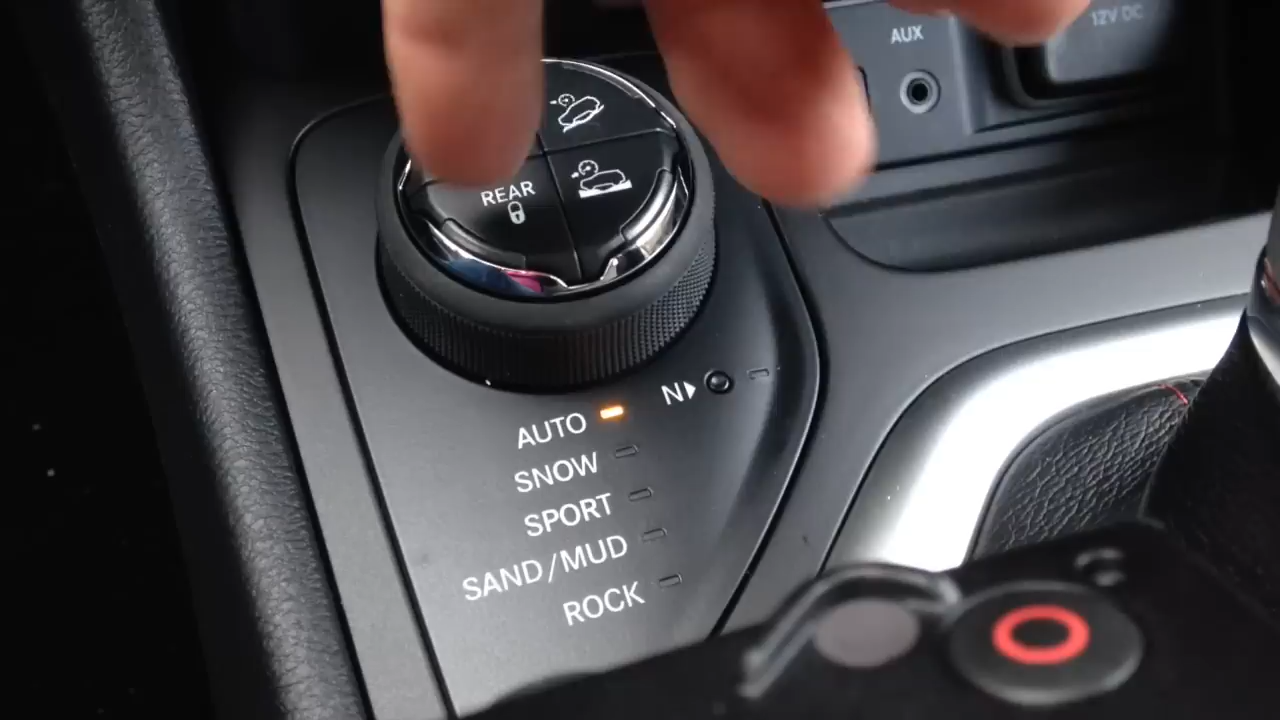 AUX
12V DC
REAR
N
AUTO
SNOW
SPORT
SAND/MUD
ROCK